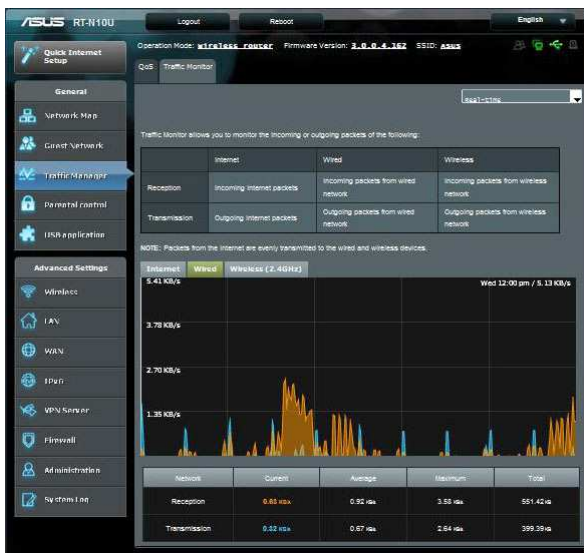 ASUS RT-N10U
Logout
Reboot
English
Quick Internet
Setup
Operation Mode: Wireless router Firmware Version: 3.0.0.4.162 SSID: ASUS
QoS
Traffic Monitor
General
Network Map
Guest Network
Traffic Manager
Parental control
USB application
Advanced Settings
Wireless
LAN
WAN
IPv6
VPN Server
Firewall
Administration
System Log
Real-time
Traffic Monitor allows you to monitor the incoming or outgoing packets of the following:
Internet Wired Wireless
Reception Incoming Internet packets Incoming packets from wired network Incoming packets from wireless network
Transmission Outgoing Internet packets Outgoing packets from wired network Outgoing packets from wireless network
NOTE: Packets from the Internet are evenly transmitted to the wired and wireless devices.
Internet Wired Wireless (2.4GHz)
5.41 KB/s
Wed 12:00 pm / 5.13 KB/s
3.78 KB/s
2.70 KB/s
1.35 KB/s
Network Current Average Maximum Total
Reception 0.92 3.58 551.42
Transmission 0.67 2.64 399.39